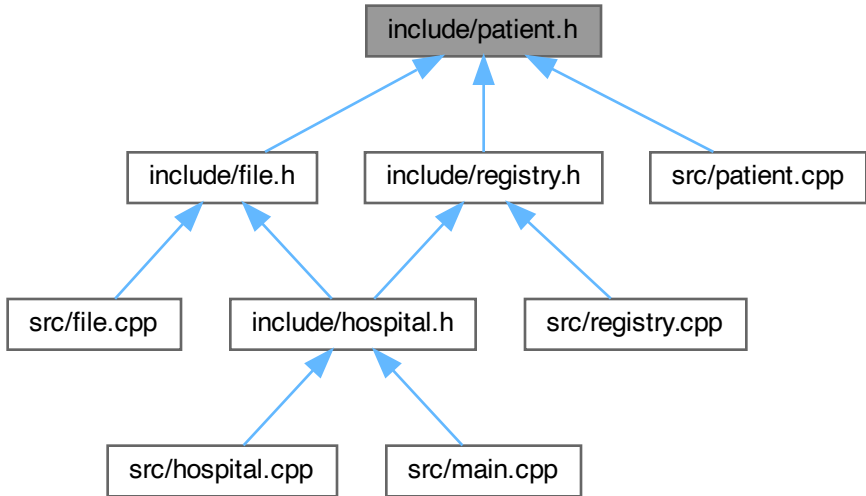 include/patient.h
include/file.h
include/registry.h
src/patient.cpp
src/file.cpp
include/hospital.h
src/registry.cpp
src/hospital.cpp
src/main.cpp